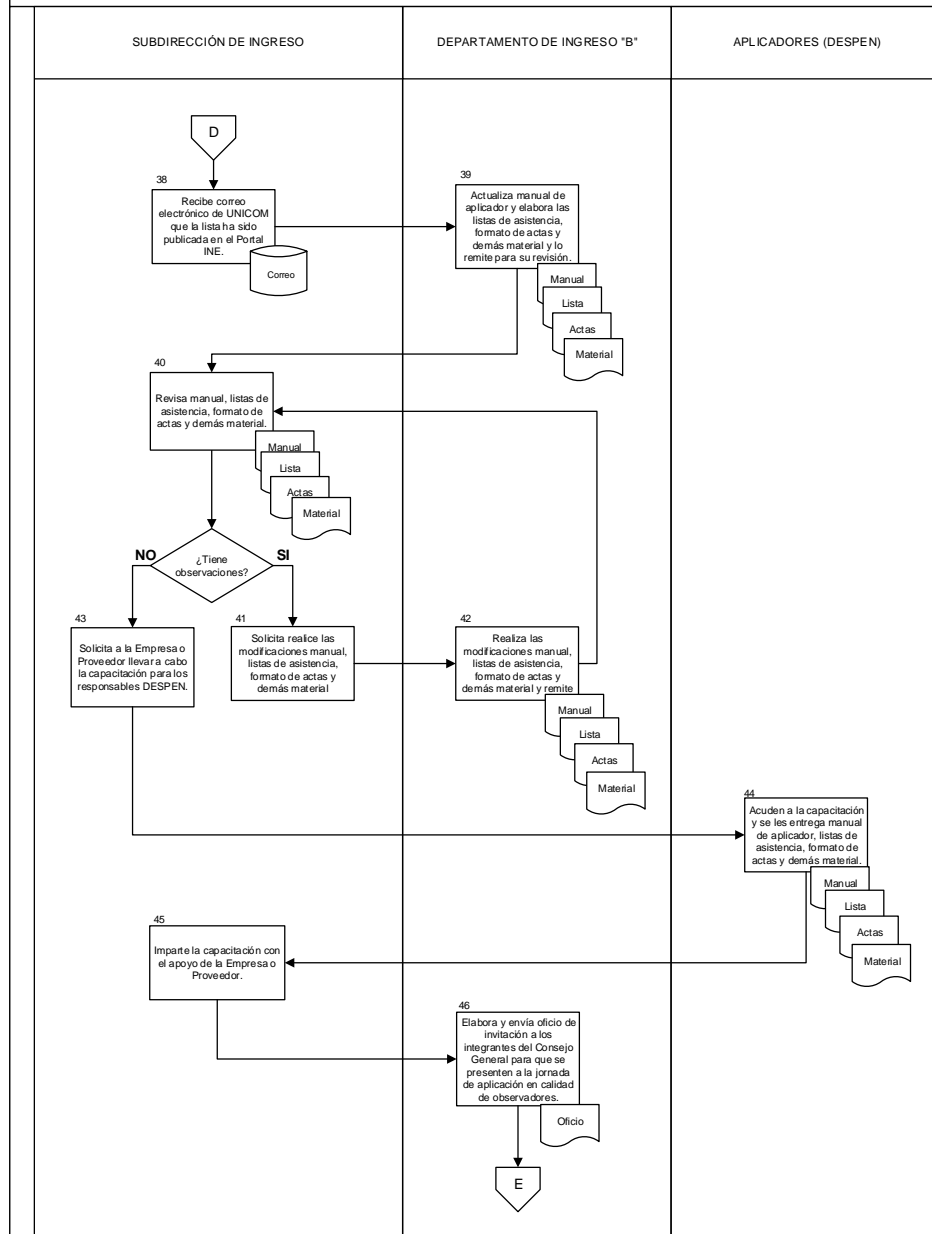 SUBDIRECCIÓN DE INGRESO
DEPARTAMENTO DE INGRESO "B"
APLICADORES (DESPEN)
D
38
Recibe correo
electrónico de UNICOM
que la lista ha sido
publicada en el Portal
INE.
Correo
39
Actualiza manual de
aplicador y elabora las
listas de asistencia,
formato de actas y
demás material y lo
remite para su revisión.
Manual
Lista
Actas
Material
40
Revisa manual, listas de
asistencia, formato de
actas y demás material.
Manual
Lista
Actas
Material
¿Tiene
observaciones?
NO
SI
43
Solicita a la Empresa o
Proveedor llevar a cabo
la capacitación para los
responsables DESPEN.
41
Solicita realice las
modificaciones manual,
listas de asistencia,
formato de actas y
demás material
42
Realiza las
modificaciones manual,
listas de asistencia,
formato de actas y
demás material y remite
Manual
Lista
Actas
Material
44
Acuden a la capacitación
y se les entrega manual
de aplicador, listas de
asistencia, formato de
actas y demás material.
Manual
Lista
Actas
Material
45
Imparte la capacitación con
el apoyo de la Empresa o
Proveedor.
46
Elabora y envía oficio de
invitación a los
integrantes del Consejo
General para que se
presenten a la jornada
de aplicación en calidad
de observadores.
Oficio
E